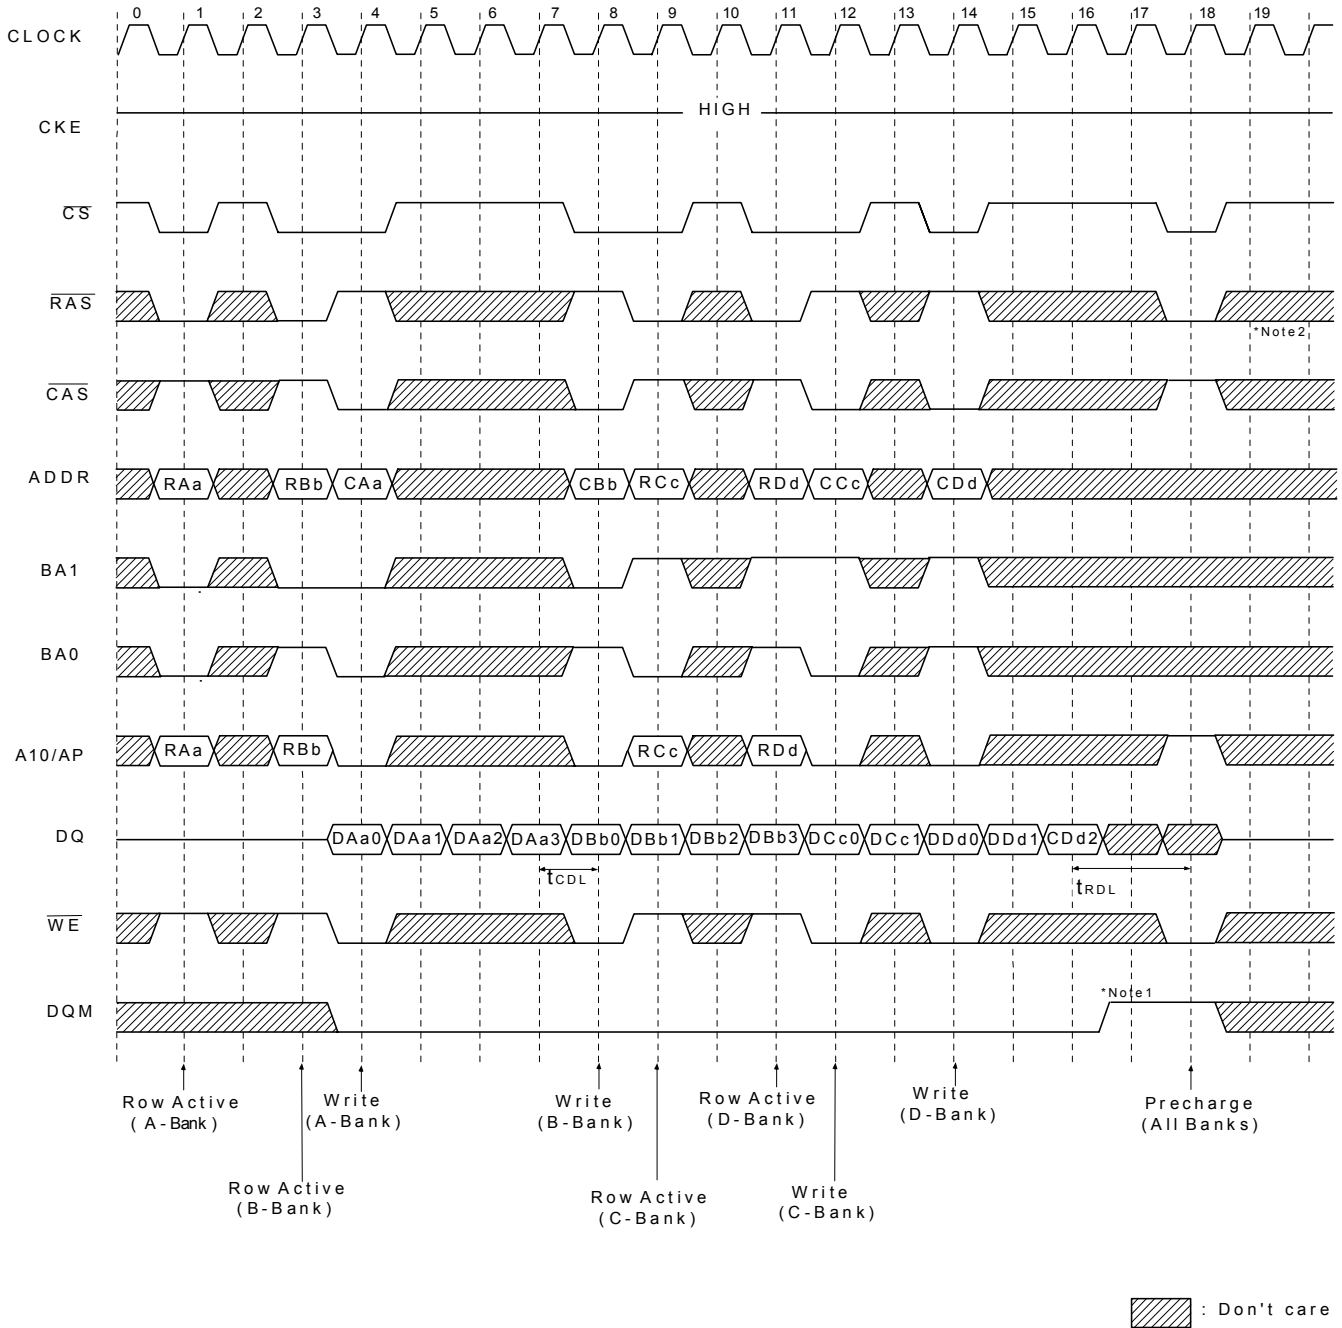 0 1 2 3 4 5 6 7 8 9 10 11 12 13 14 15 16 17 18 19
CLOCK
HIGH
CKE
CS
RAS
*Note2
CAS
ADDR RAa RBb CAa CBb RCc RDd CCc CDd
BA1
BA0
A10/AP RAa RBb RCc RDd
DQ DAa0 DAa1 DAa2 DAa3 DBb0 DBb1 DBb2 DBb3 DCc0 DCc1 DDd0 DDd1 CDd2
tCDL tRDL
WE
*Note1
DQM
Row Active
(A-Bank)
Write
(A-Bank)
Write
(B-Bank)
Row Active
(D-Bank)
Write
(D-Bank)
Precharge
(All Banks)
Row Active
(B-Bank)
Row Active
(C-Bank)
Write
(C-Bank)
: Don't care